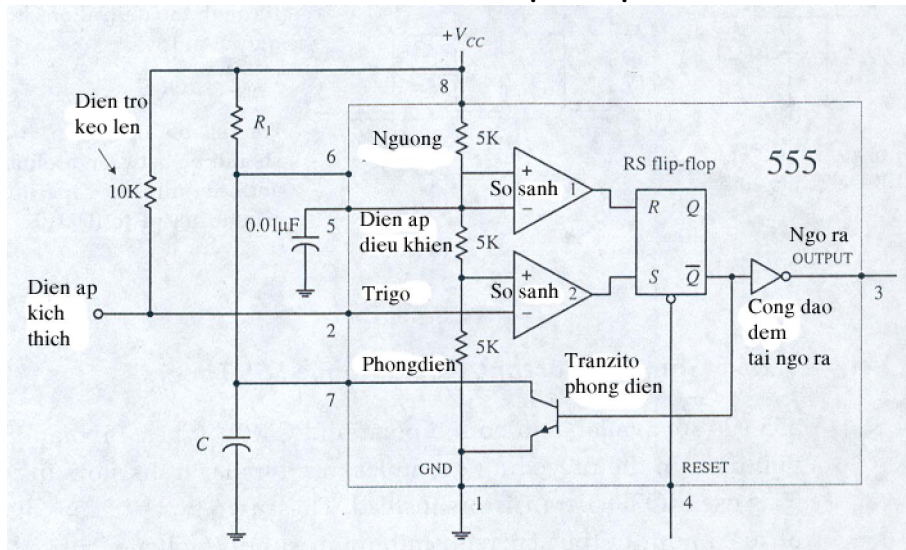 +V_CC
8
Dien tro
keo len
10K
R₁
6
Nguong
5K
RS flip-flop
555
+
So sanh 1
−
R Q
0.01µF
5
Dien ap
dieu khien
5K
Ngo ra
OUTPUT
3
+
So sanh 2
−
S Q̅
Dien ap
kich
thich
2
Trigo
Cong dao
dem
tai ngo ra
5K
Phongdien
7
Tranzito
phong dien
C
GND
1
RESET
4